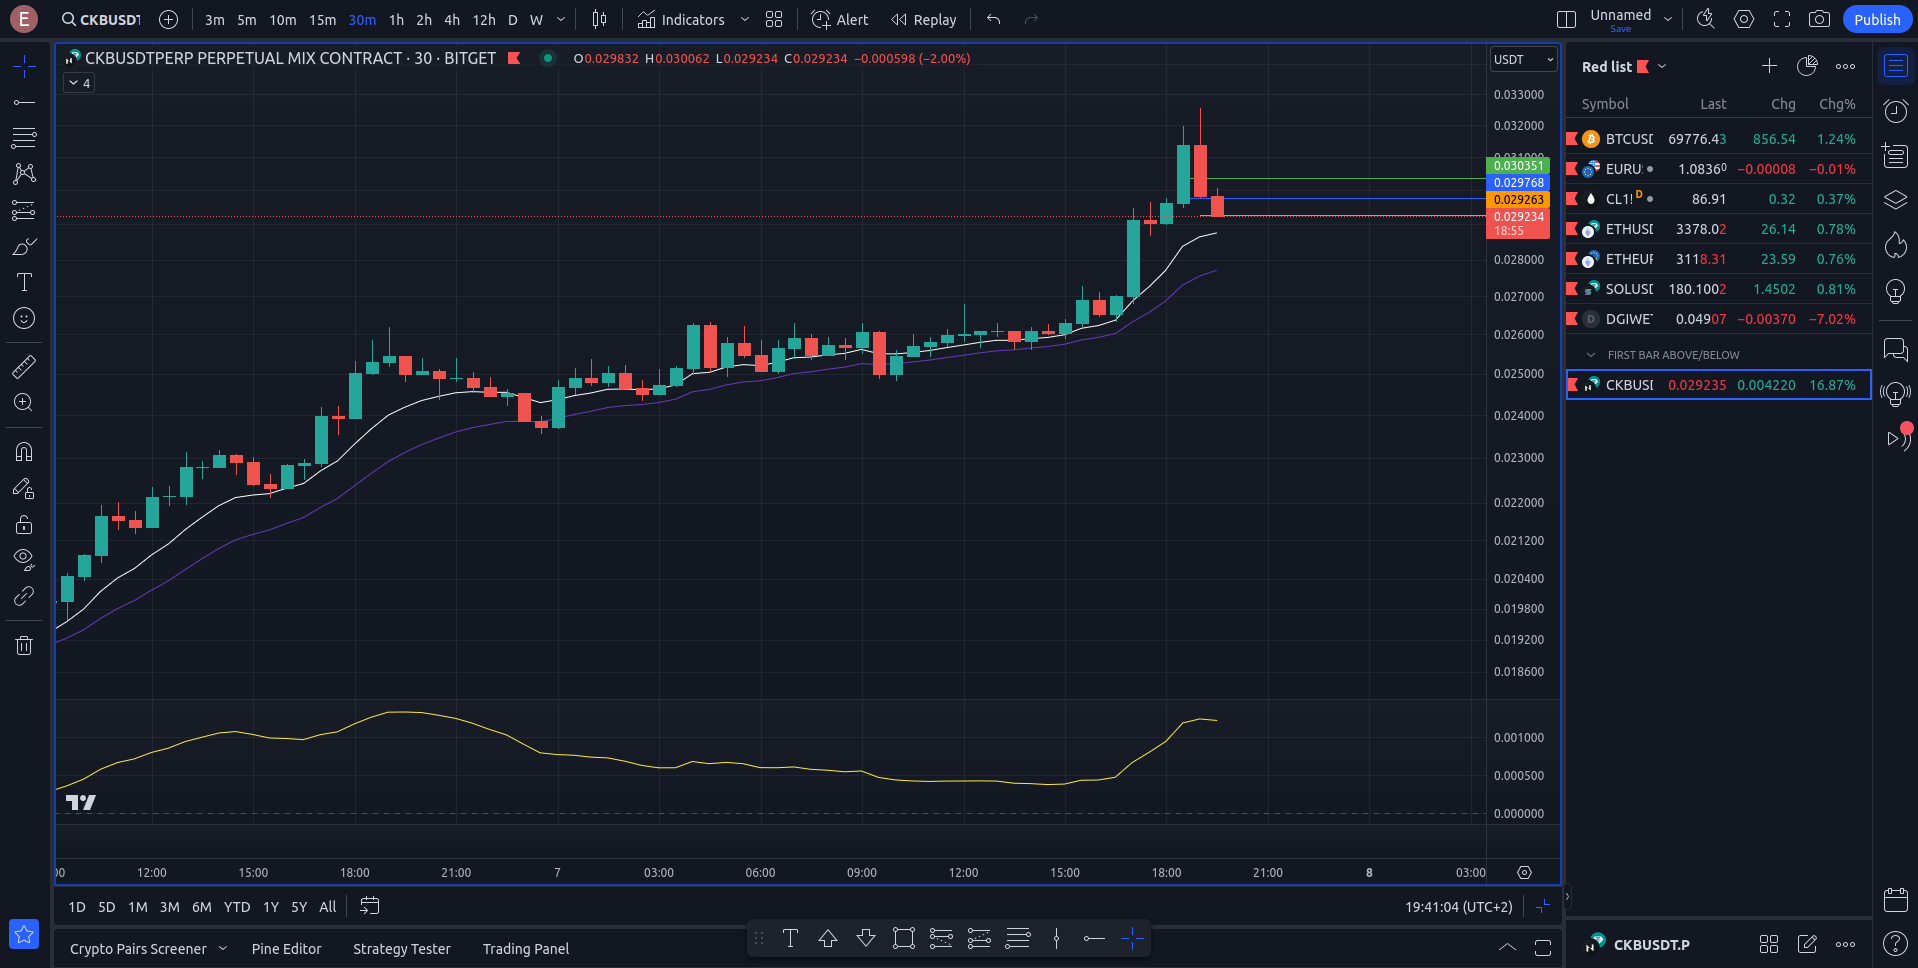 E
CKBUSDT
3m 5m 10m 15m 30m 1h 2h 4h 12h D W
Indicators
Alert
Replay
Unnamed
Save
Publish
CKBUSDTPERP PERPETUAL MIX CONTRACT · 30 · BITGET
O0.029832 H0.030062 L0.029234 C0.029234 −0.000598 (−2.00%)
4
USDT
0.033000
0.032000
0.031000
0.030351
0.029768
0.029263
0.029234
18:55
0.028000
0.027000
0.026000
0.025000
0.024000
0.023000
0.022000
0.021200
0.020400
0.019800
0.019200
0.018600
0.001000
0.000500
0.000000
12:00 15:00 18:00 21:00 7 03:00 06:00 09:00 12:00 15:00 18:00 21:00 8 03:00
1D 5D 1M 3M 6M YTD 1Y 5Y All
19:41:04 (UTC+2)
Crypto Pairs Screener Pine Editor Strategy Tester Trading Panel
Red list
Symbol Last Chg Chg%
BTCUSD 69776.43 856.54 1.24%
EURU 1.08360 −0.00008 −0.01%
CL1! D 86.91 0.32 0.37%
ETHUSD 3378.02 26.14 0.78%
ETHEUR 3118.31 23.59 0.76%
SOLUSD 180.1002 1.4502 0.81%
D DGIWE 0.04907 −0.00370 −7.02%
FIRST BAR ABOVE/BELOW
CKBUSD 0.029235 0.004220 16.87%
CKBUSDT.P